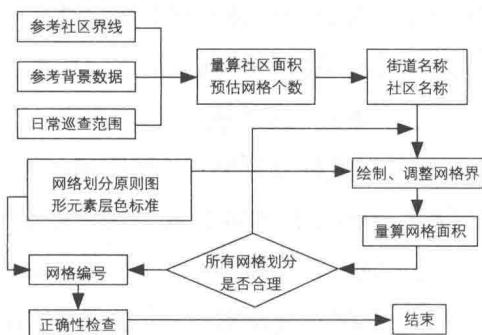 参考社区界线
参考背景数据
日常巡查范围
量算社区面积
预估网格个数
街道名称
社区名称
网络划分原则图
形元素层色标准
绘制、调整网格界
量算网格面积
所有网格划分
是否合理
网格编号
正确性检查
结束